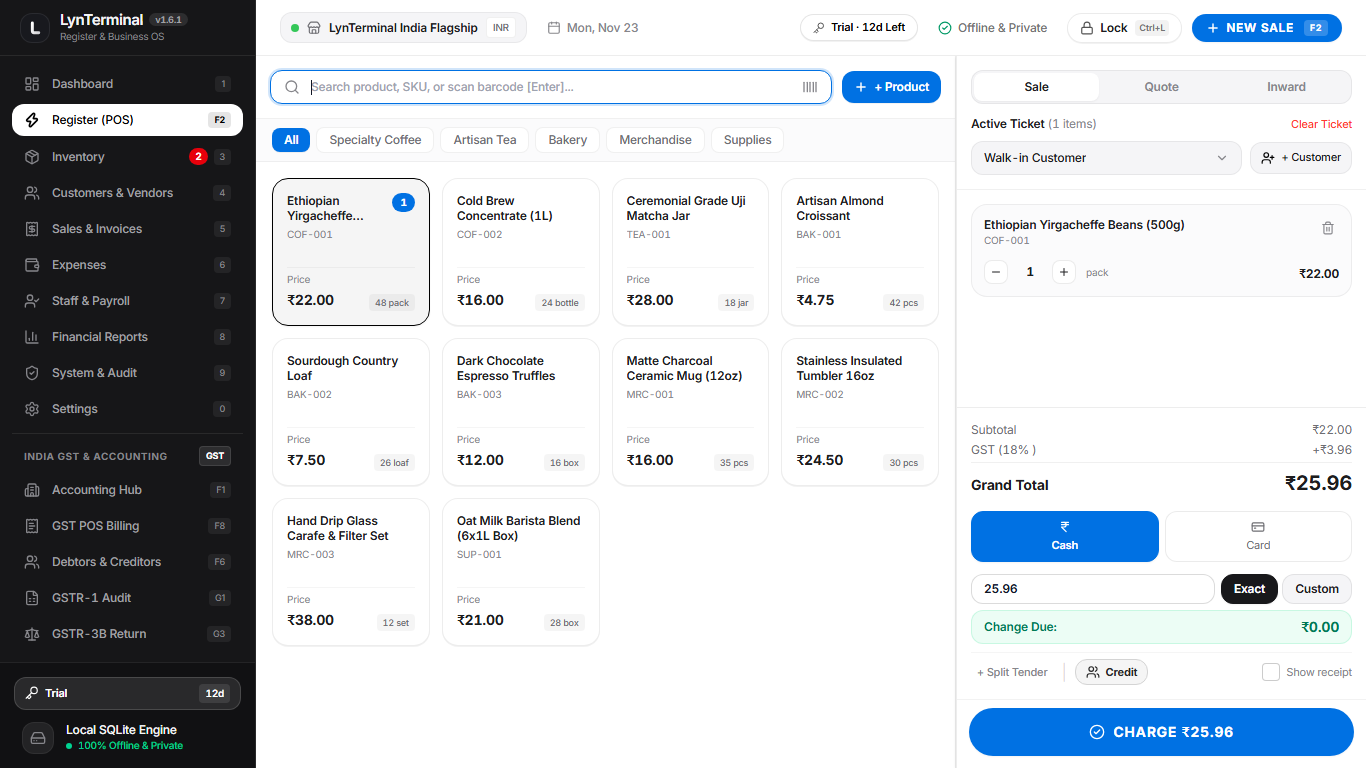 LynTerminal v1.6.1
Register & Business OS
Dashboard 1
Register (POS) F2
Inventory 2 3
Customers & Vendors 4
Sales & Invoices 5
Expenses 6
Staff & Payroll 7
Financial Reports 8
System & Audit 9
Settings 0
INDIA GST & ACCOUNTING GST
Accounting Hub F1
GST POS Billing F8
Debtors & Creditors F6
GSTR-1 Audit G1
GSTR-3B Return G3
Trial 12d
Local SQLite Engine
100% Offline & Private
LynTerminal India Flagship INR
Mon, Nov 23
Trial · 12d Left
Offline & Private
Lock Ctrl+L
NEW SALE F2
Search product, SKU, or scan barcode [Enter]...
+ Product
All Specialty Coffee Artisan Tea Bakery Merchandise Supplies
Ethiopian
Yirgacheffe...
1
COF-001
Price
₹22.00 48 pack
Cold Brew
Concentrate (1L)
COF-002
Price
₹16.00 24 bottle
Ceremonial Grade Uji
Matcha Jar
TEA-001
Price
₹28.00 18 jar
Artisan Almond
Croissant
BAK-001
Price
₹4.75 42 pcs
Sourdough Country
Loaf
BAK-002
Price
₹7.50 26 loaf
Dark Chocolate
Espresso Truffles
BAK-003
Price
₹12.00 16 box
Matte Charcoal
Ceramic Mug (12oz)
MRC-001
Price
₹16.00 35 pcs
Stainless Insulated
Tumbler 16oz
MRC-002
Price
₹24.50 30 pcs
Hand Drip Glass
Carafe & Filter Set
MRC-003
Price
₹38.00 12 set
Oat Milk Barista Blend
(6x1L Box)
SUP-001
Price
₹21.00 28 box
Sale Quote Inward
Active Ticket (1 items) Clear Ticket
Walk-in Customer + Customer
Ethiopian Yirgacheffe Beans (500g)
COF-001
− 1 + pack ₹22.00
Subtotal ₹22.00
GST (18% ) +₹3.96
Grand Total ₹25.96
₹
Cash
Card
25.96 Exact Custom
Change Due: ₹0.00
+ Split Tender Credit Show receipt
CHARGE ₹25.96